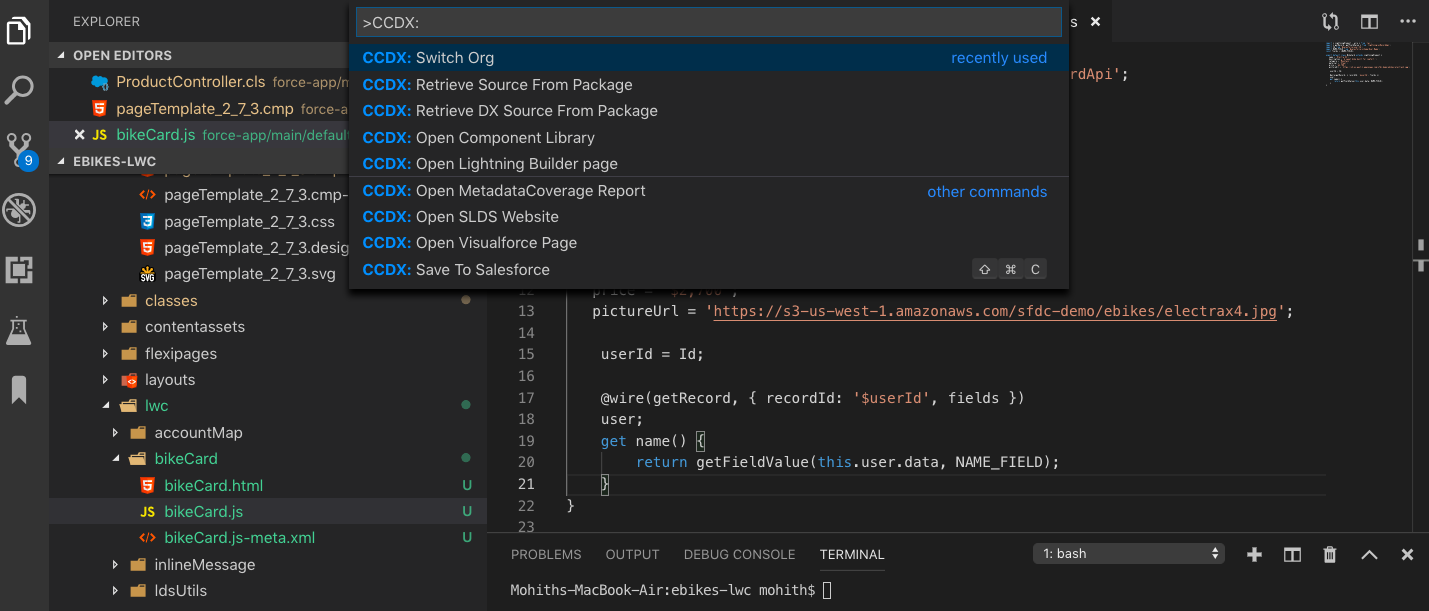 EXPLORER
OPEN EDITORS
ProductController.cls force-app/m
pageTemplate_2_7_3.cmp force-a
JS bikeCard.js force-app/main/defaul
9
EBIKES-LWC
pageTemplate_2_7_3.cmp-
pageTemplate_2_7_3.css
pageTemplate_2_7_3.desig
SVG pageTemplate_2_7_3.svg
classes
contentassets
flexipages
layouts
lwc
accountMap
bikeCard
bikeCard.html U
JS bikeCard.js U
bikeCard.js-meta.xml U
inlineMessage
ldsUtils
>CCDX:
CCDX: Switch Org recently used
CCDX: Retrieve Source From Package
CCDX: Retrieve DX Source From Package
CCDX: Open Component Library
CCDX: Open Lightning Builder page
CCDX: Open MetadataCoverage Report other commands
CCDX: Open SLDS Website
CCDX: Open Visualforce Page
CCDX: Save To Salesforce ⇧ ⌘ C
s
rdApi';
13 pictureUrl = 'https://s3-us-west-1.amazonaws.com/sfdc-demo/ebikes/electrax4.jpg';
14
15 userId = Id;
16
17 @wire(getRecord, { recordId: '$userId', fields })
18 user;
19 get name() {
20 return getFieldValue(this.user.data, NAME_FIELD);
21 }
22 }
23
PROBLEMS OUTPUT DEBUG CONSOLE TERMINAL 1: bash
Mohiths-MacBook-Air:ebikes-lwc mohith$